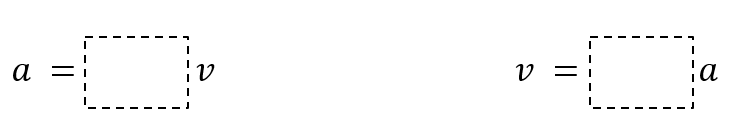 a = v v = a